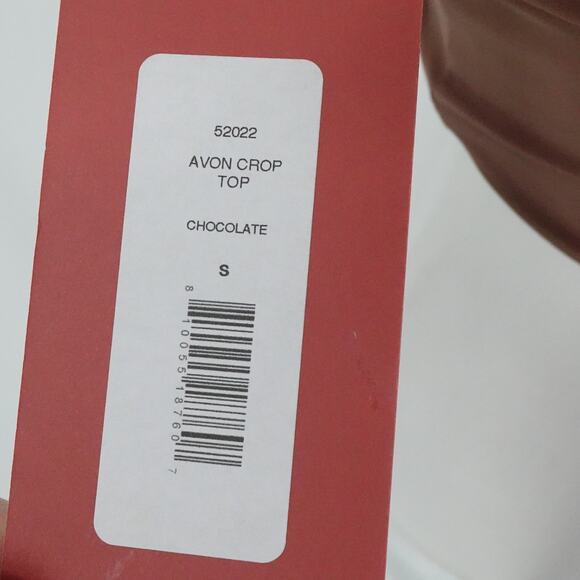 52022
AVON CROP
TOP
CHOCOLATE
S
8 10055 18760 7